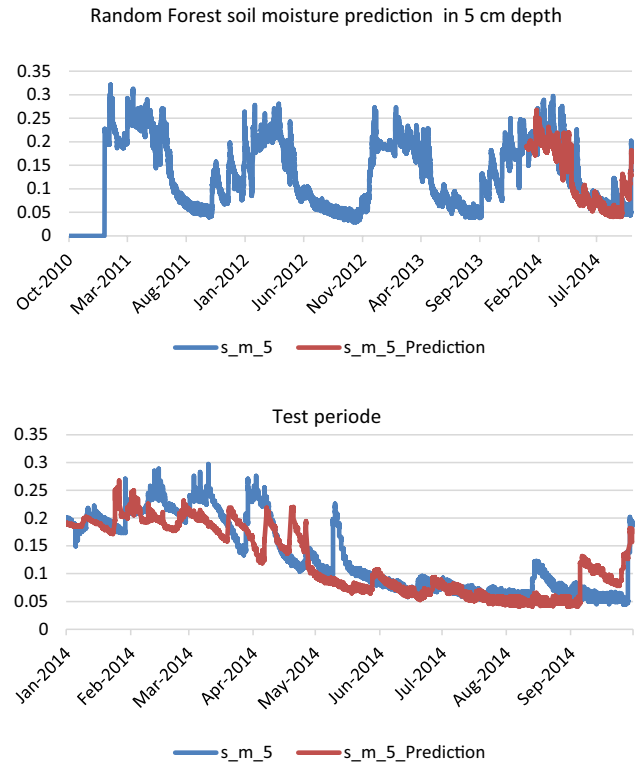 Random Forest soil moisture prediction in 5 cm depth
0.35
0.3
0.25
0.2
0.15
0.1
0.05
0
Oct-2010
Mar-2011
Aug-2011
Jan-2012
Jun-2012
Nov-2012
Apr-2013
Sep-2013
Feb-2014
Jul-2014
s_m_5
s_m_5_Prediction
Test periode
0.35
0.3
0.25
0.2
0.15
0.1
0.05
0
Jan-2014
Feb-2014
Mar-2014
Apr-2014
May-2014
Jun-2014
Jul-2014
Aug-2014
Sep-2014
s_m_5
s_m_5_Prediction